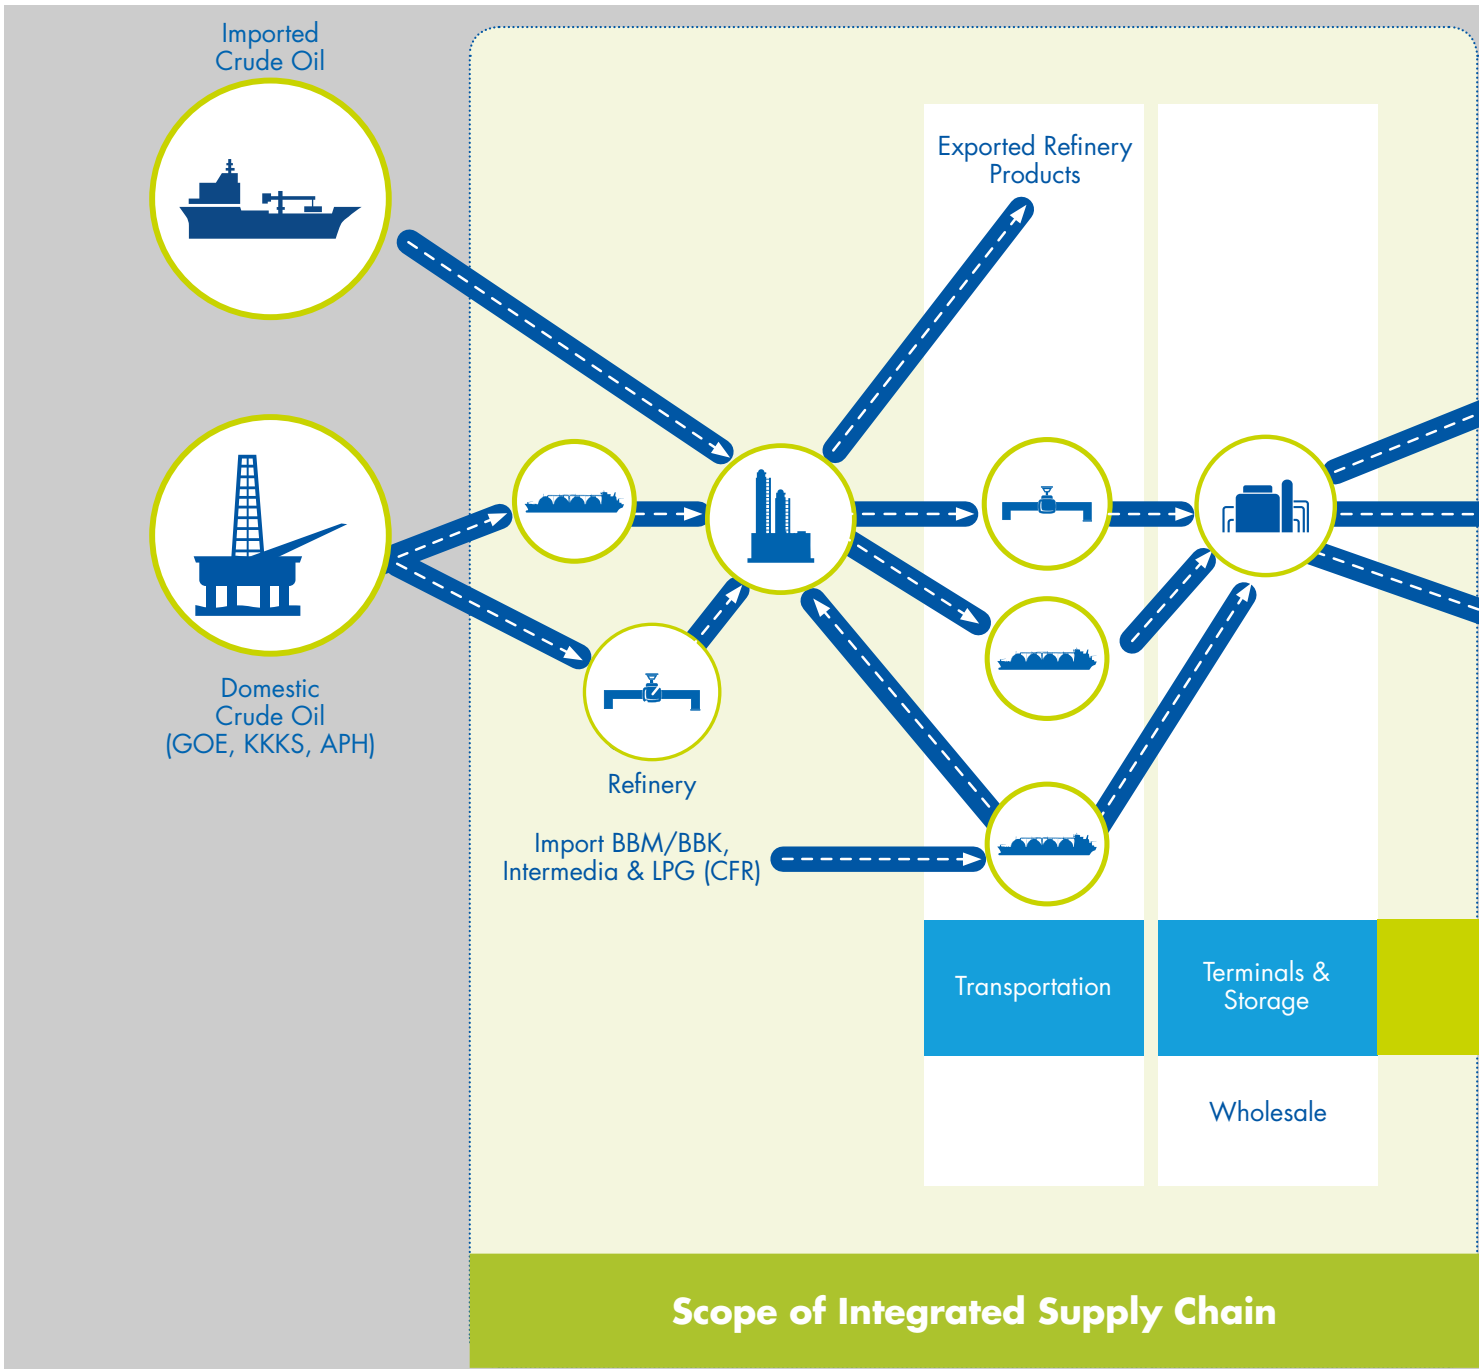 Imported
Crude Oil
Exported Refinery
Products
Domestic
Crude Oil
(GOE, KKKS, APH)
Refinery
Import BBM/BBK,
Intermedia & LPG (CFR)
Transportation
Terminals &
Storage
Wholesale
Scope of Integrated Supply Chain